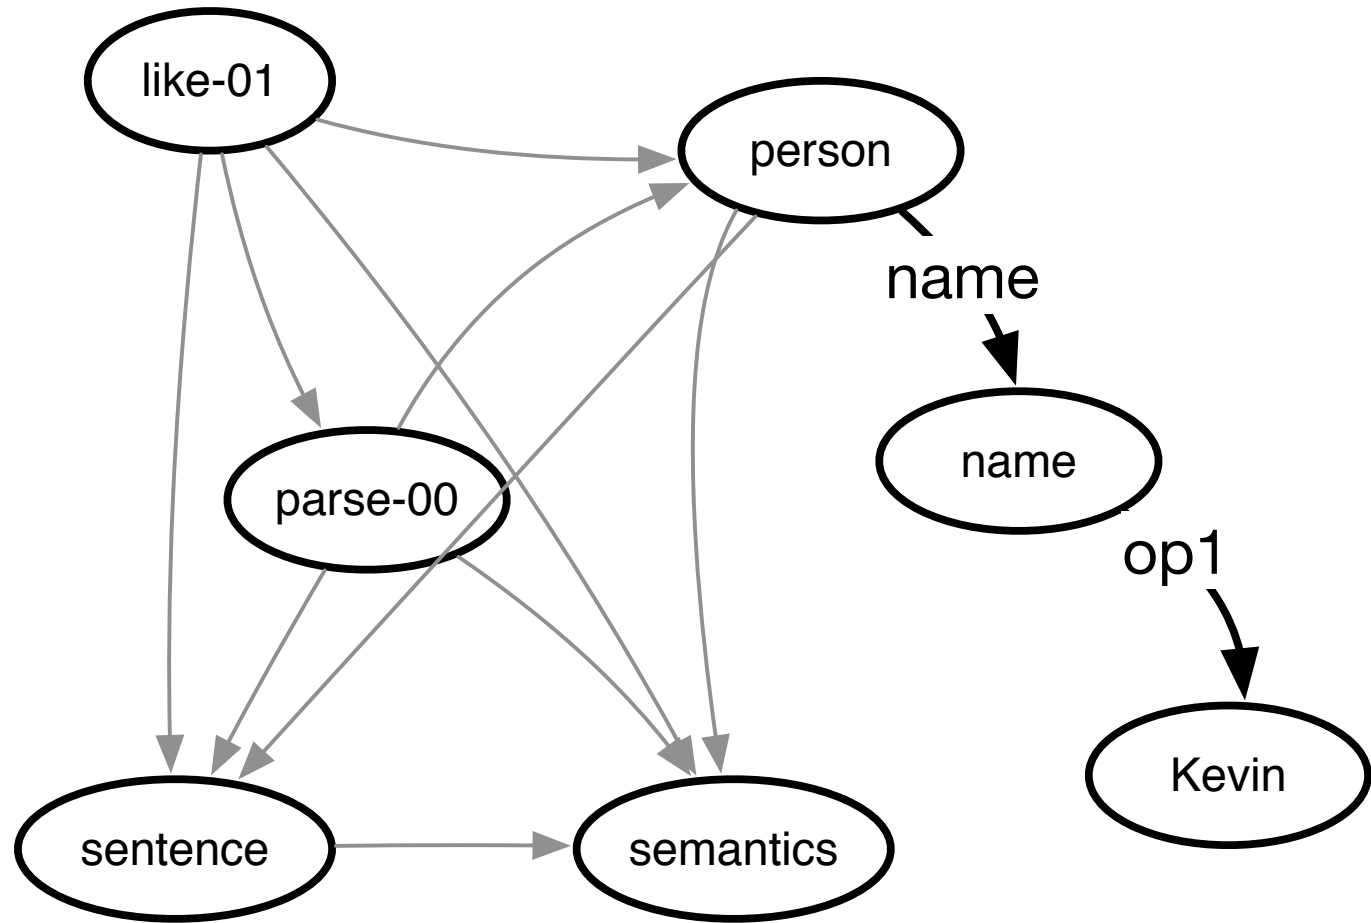 like-01
person
name
name
parse-00
op1
Kevin
sentence
semantics